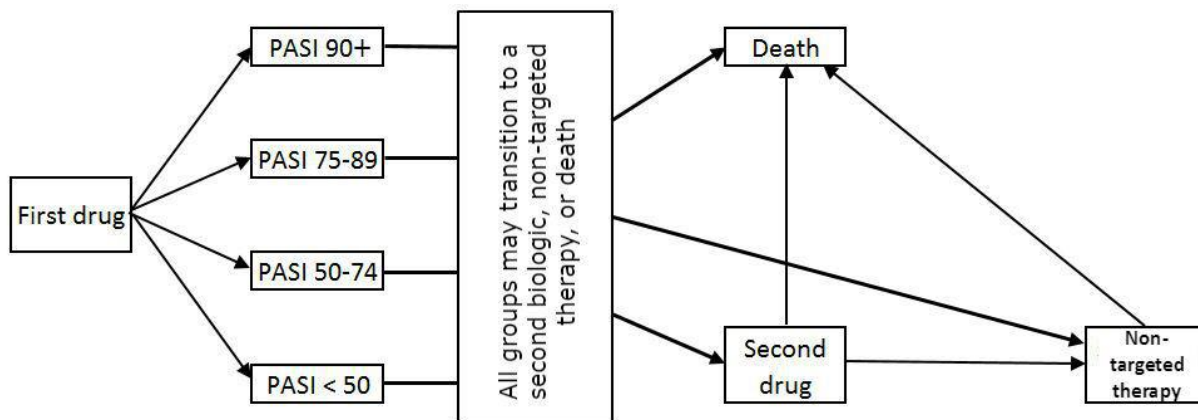 First drug
PASI 90+
PASI 75-89
PASI 50-74
PASI < 50
All groups may transition to a
second biologic, non-targeted
therapy, or death
Death
Second
drug
Non-
targeted
therapy